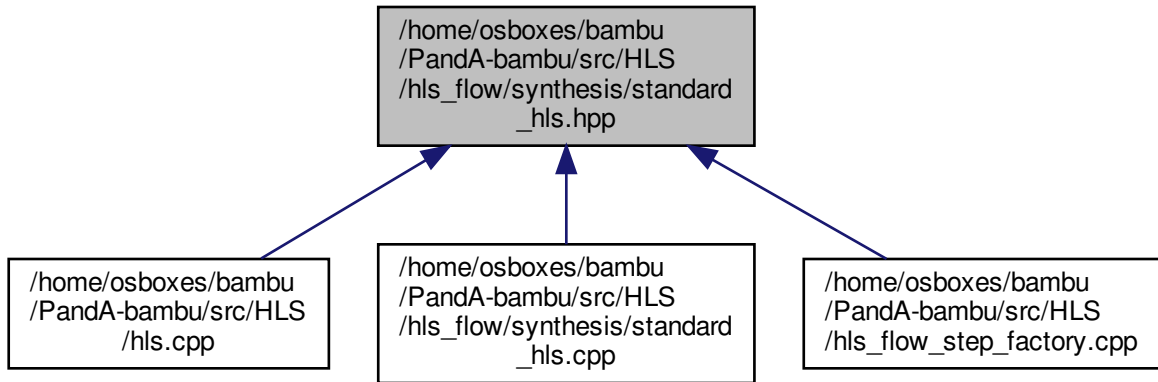 /home/osboxes/bambu
/PandA-bambu/src/HLS
/hls_flow/synthesis/standard
_hls.hpp
/home/osboxes/bambu
/PandA-bambu/src/HLS
/hls.cpp
/home/osboxes/bambu
/PandA-bambu/src/HLS
/hls_flow/synthesis/standard
_hls.cpp
/home/osboxes/bambu
/PandA-bambu/src/HLS
/hls_flow_step_factory.cpp